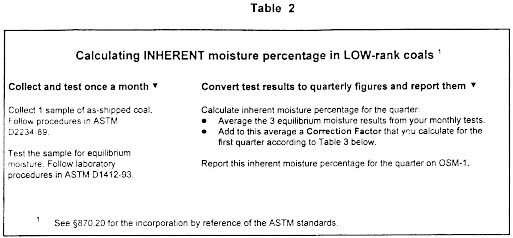 Table 2
Calculating INHERENT moisture percentage in LOW-rank coals 1
Collect and test once a month ▼
Collect 1 sample of as-shipped coal.
Follow procedures in ASTM
D2234-89.
Test the sample for equilibrium
moisture. Follow laboratory
procedures in ASTM D1412-93.
Convert test results to quarterly figures and report them ▼
Calculate inherent moisture percentage for the quarter:
● Average the 3 equilibrium moisture results from your monthly tests.
● Add to this average a Correction Factor that you calculate for the
first quarter according to Table 3 below.
Report this inherent moisture percentage for the quarter on OSM-1.
1 See §870.20 for the incorporation by reference of the ASTM standards.